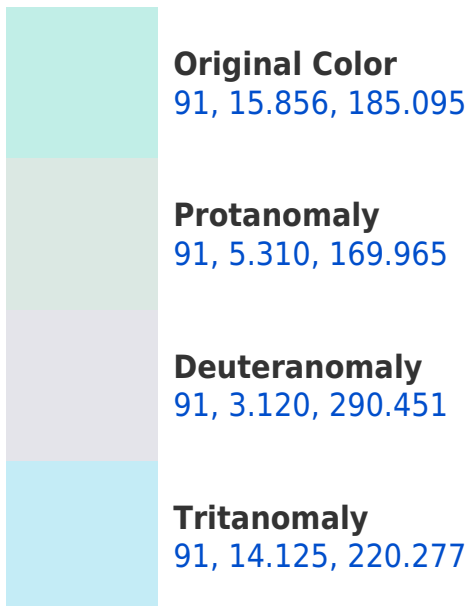 Original Color
91, 15.856, 185.095
Protanomaly
91, 5.310, 169.965
Deuteranomaly
91, 3.120, 290.451
Tritanomaly
91, 14.125, 220.277